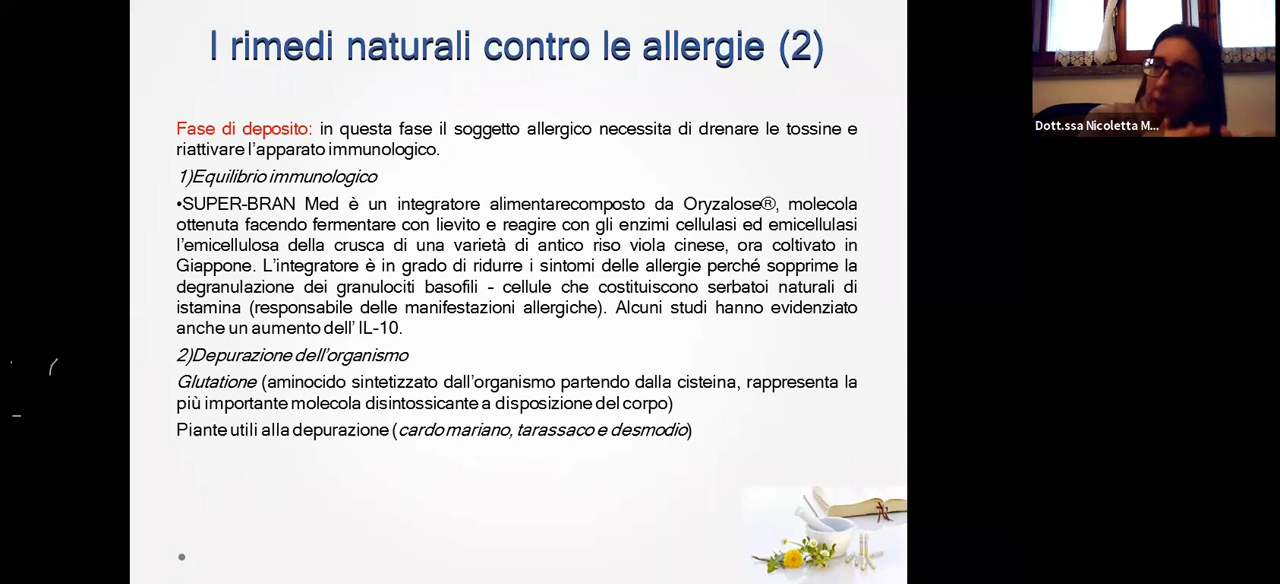 I rimedi naturali contro le allergie (2)
Fase di deposito: in questa fase il soggetto allergico necessita di drenare le tossine e
riattivare l'apparato immunologico.
1)Equilibrio immunologico
•SUPER-BRAN Med è un integratore alimentarecomposto da Oryzalose®, molecola
ottenuta facendo fermentare con lievito e reagire con gli enzimi cellulasi ed emicellulasi
l'emicellulosa della crusca di una varietà di antico riso viola cinese, ora coltivato in
Giappone. L'integratore è in grado di ridurre i sintomi delle allergie perché sopprime la
degranulazione dei granulociti basofili - cellule che costituiscono serbatoi naturali di
istamina (responsabile delle manifestazioni allergiche). Alcuni studi hanno evidenziato
anche un aumento dell' IL-10.
2)Depurazione dell'organismo
Glutatione (aminocido sintetizzato dall'organismo partendo dalla cisteina, rappresenta la
più importante molecola disintossicante a disposizione del corpo)
Piante utili alla depurazione (cardo mariano, tarassaco e desmodio)
Dott.ssa Nicoletta M...